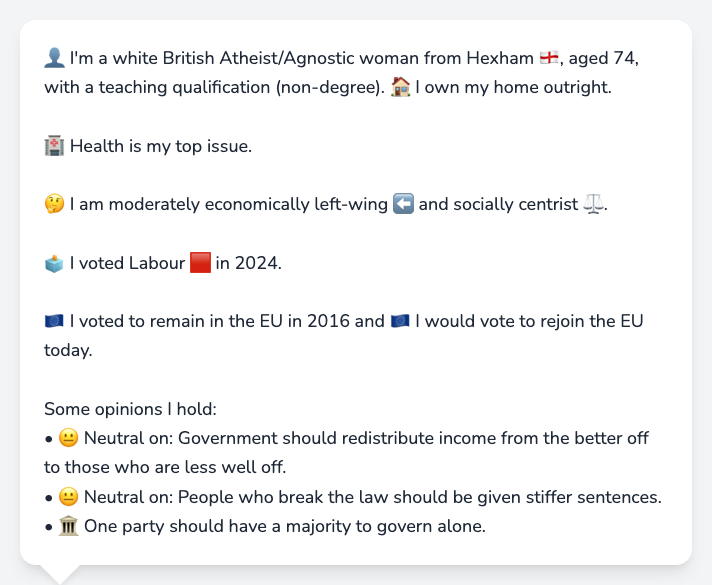 👤 I'm a white British Atheist/Agnostic woman from Hexham 🏴󠁧󠁢󠁥󠁮󠁧󠁿, aged 74,
with a teaching qualification (non-degree). 🏠 I own my home outright.
🏥 Health is my top issue.
🤔 I am moderately economically left-wing ⬅️ and socially centrist ⚖️.
🗳️ I voted Labour 🟥 in 2024.
🇪🇺 I voted to remain in the EU in 2016 and 🇪🇺 I would vote to rejoin the EU
today.
Some opinions I hold:
• 😐 Neutral on: Government should redistribute income from the better off
to those who are less well off.
• 😐 Neutral on: People who break the law should be given stiffer sentences.
• 🏛️ One party should have a majority to govern alone.